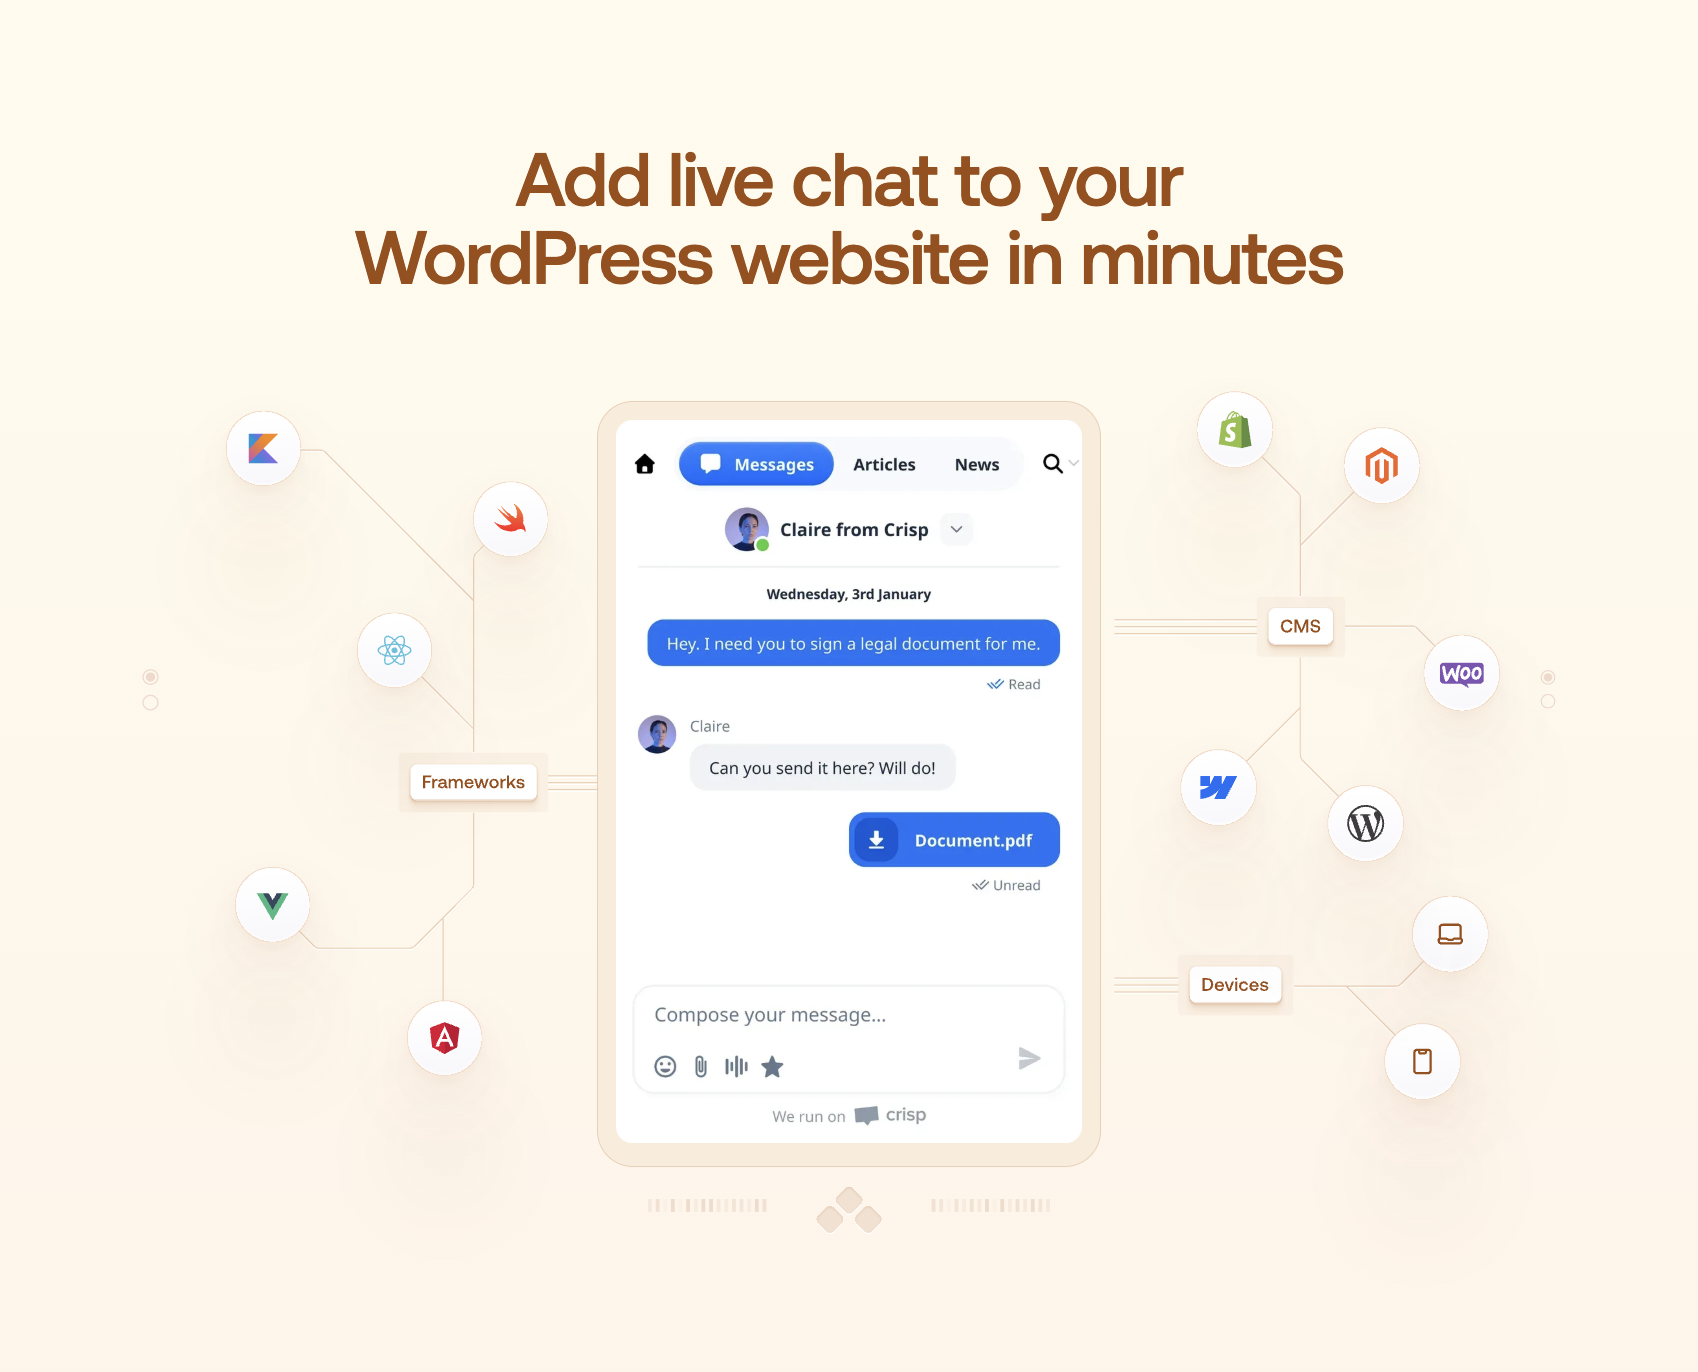 Add live chat to your
WordPress website in minutes
Messages
Articles
News
Claire from Crisp
Wednesday, 3rd January
Hey. I need you to sign a legal document for me.
Read
Claire
Can you send it here? Will do!
Document.pdf
Unread
Compose your message...
We run on crisp
Frameworks
CMS
Woo
Devices